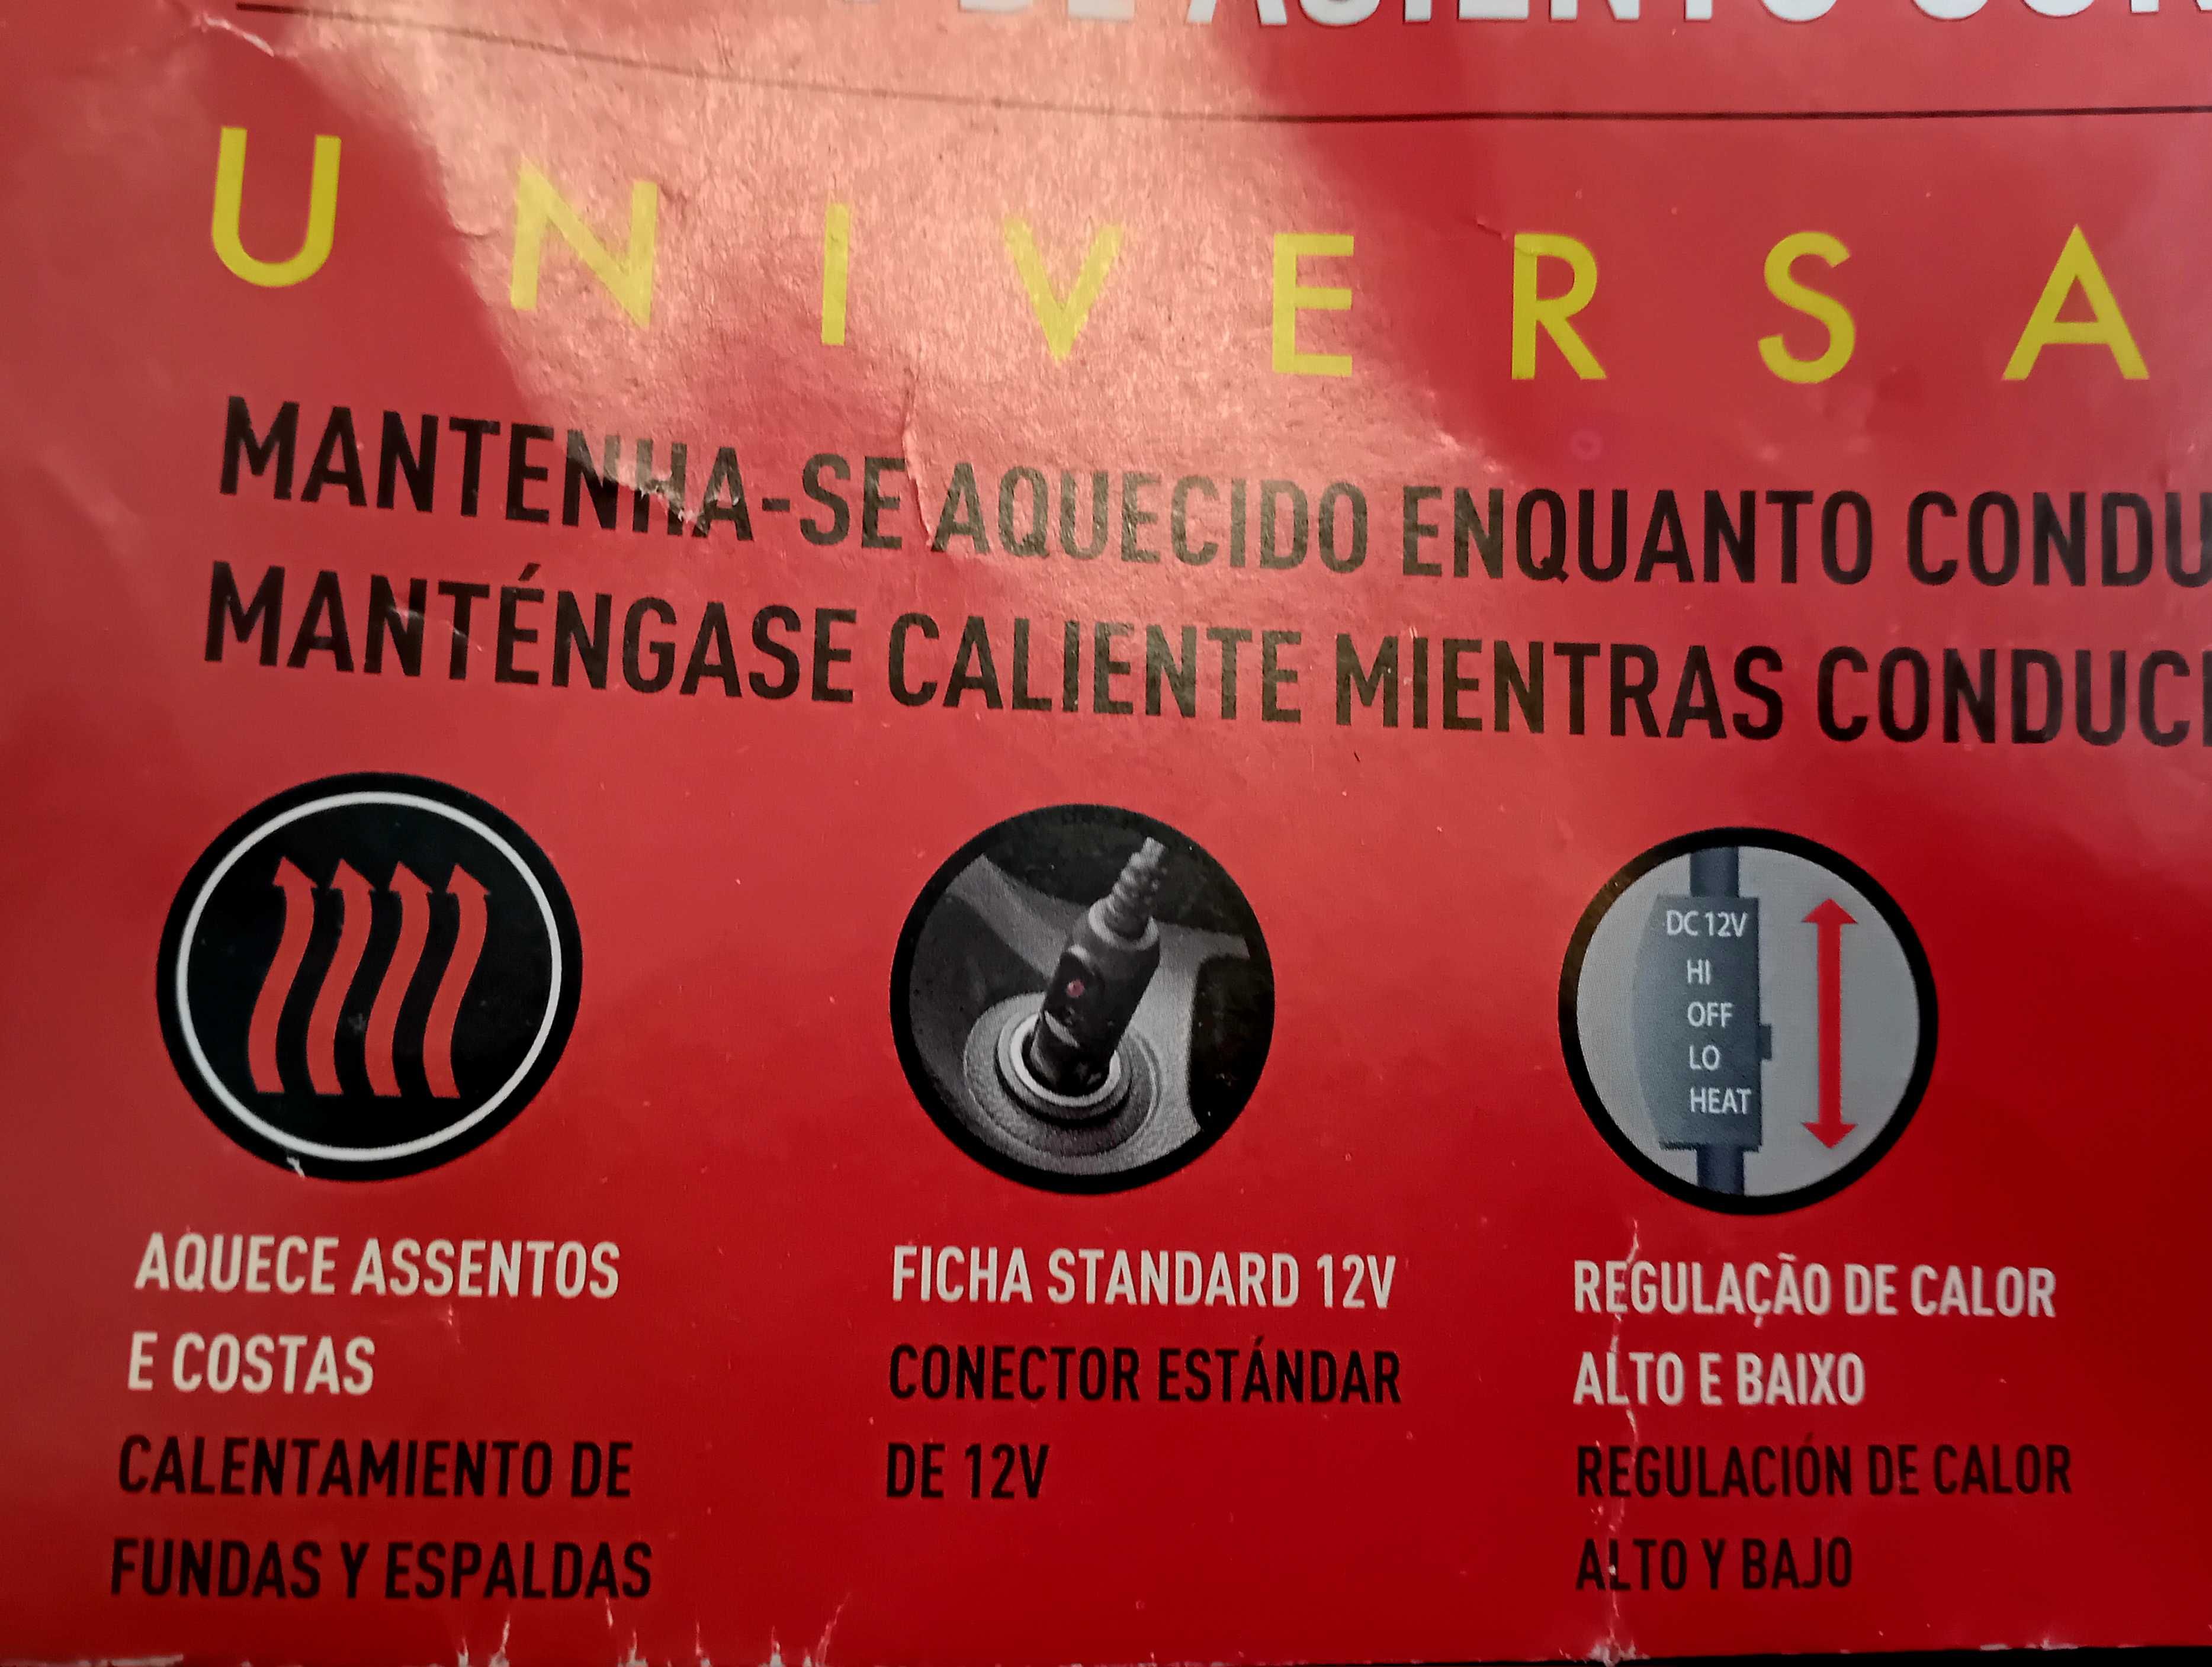 DE ASIENTO
UNIVERSA
MANTENHA-SE AQUECIDO ENQUANTO CONDU
MANTÉNGASE CALIENTE MIENTRAS CONDUC
DC 12V
HI
OFF
LO
HEAT
AQUECE ASSENTOS
E COSTAS
CALENTAMIENTO DE
FUNDAS Y ESPALDAS
FICHA STANDARD 12V
CONECTOR ESTÁNDAR
DE 12V
REGULAÇÃO DE CALOR
ALTO E BAIXO
REGULACIÓN DE CALOR
ALTO Y BAJO